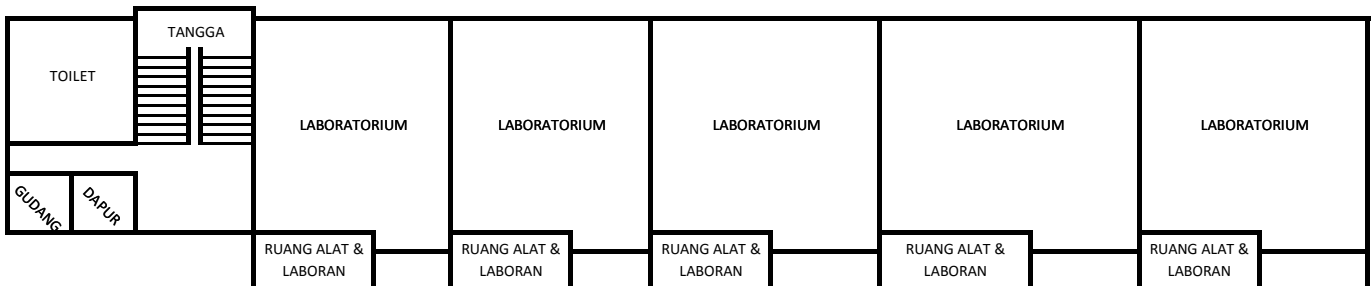 TANGGA
TOILET
LABORATORIUM
LABORATORIUM
LABORATORIUM
LABORATORIUM
LABORATORIUM
GUDANG
DAPUR
RUANG ALAT &
LABORAN
RUANG ALAT &
LABORAN
RUANG ALAT &
LABORAN
RUANG ALAT &
LABORAN
RUANG ALAT &
LABORAN